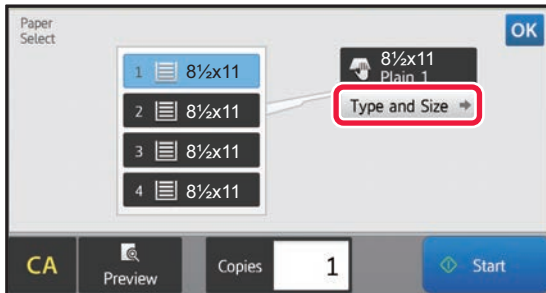 Paper
Select
OK
1 8½x11
2 8½x11
3 8½x11
4 8½x11
8½x11
Plain 1
Type and Size
CA
Preview
Copies
1
Start